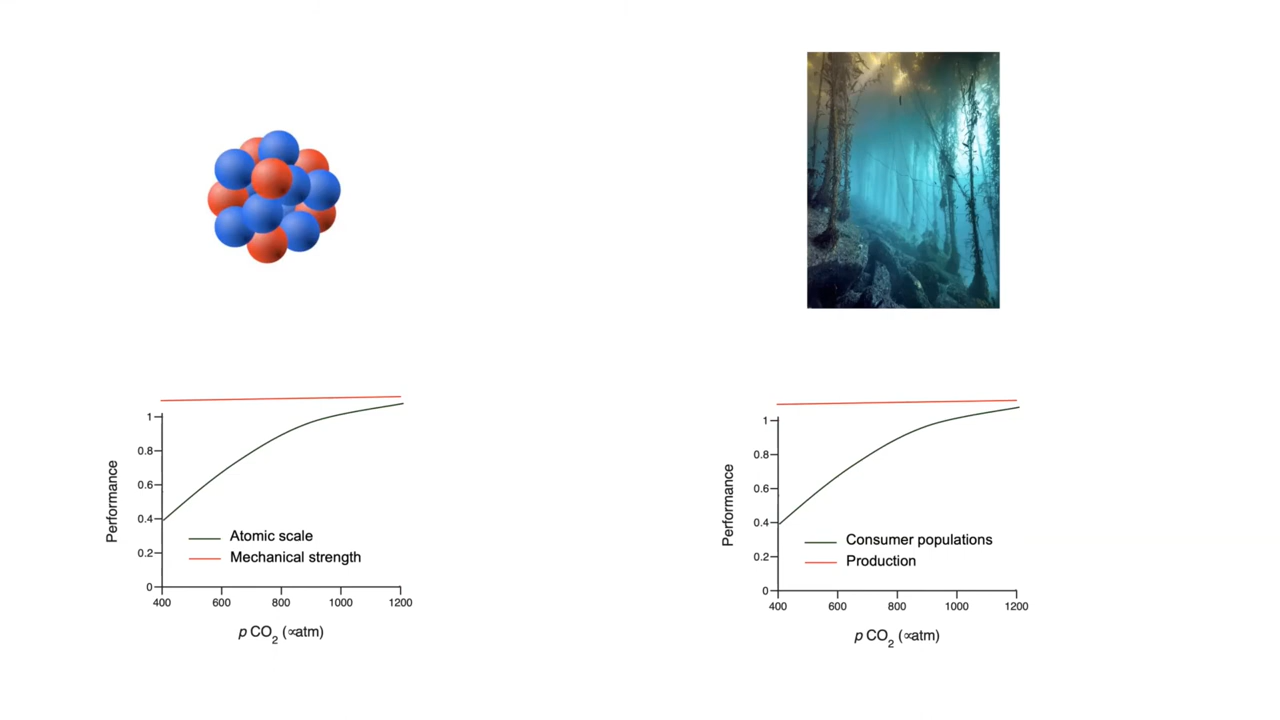 1
0.8
0.6
0.4
0.2
0
Performance
Atomic scale
Mechanical strength
400 600 800 1000 1200
p CO2 (∝atm)
1
0.8
0.6
0.4
0.2
0
Performance
Consumer populations
Production
400 600 800 1000 1200
p CO2 (∝atm)